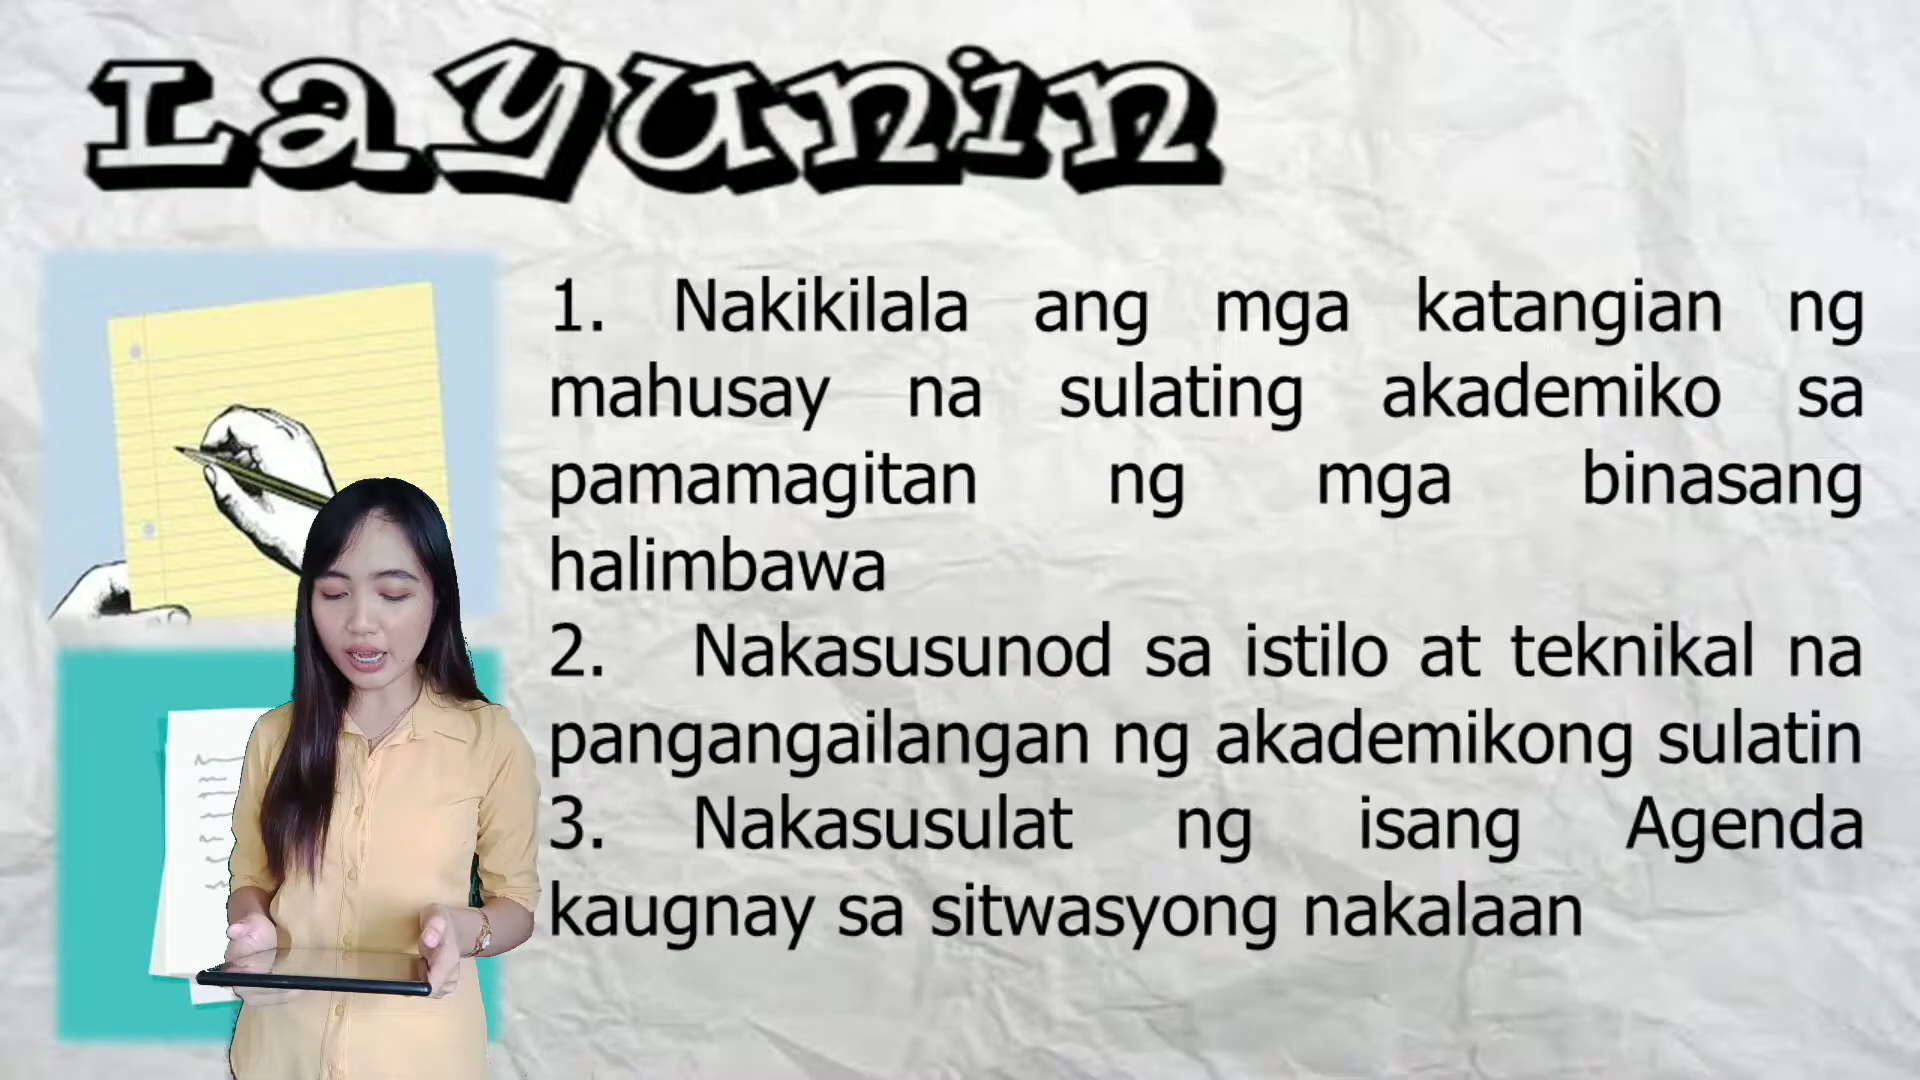 Layunin
1. Nakikilala ang mga katangian ng
mahusay na sulating akademiko sa
pamamagitan ng mga binasang
halimbawa
2. Nakasusunod sa istilo at teknikal na
pangangailangan ng akademikong sulatin
3. Nakasusulat ng isang Agenda
kaugnay sa sitwasyong nakalaan